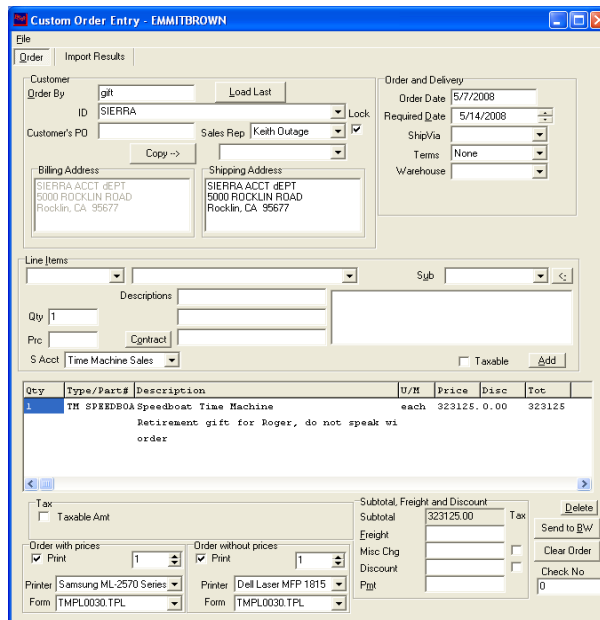 Custom Order Entry - EMMITBROWN
File
Order Import Results
Customer
Order By gift Load Last
ID SIERRA Lock
Customer's PO Sales Rep Keith Outage
Copy -->
Billing Address
SIERRA ACCT dEPT
5000 ROCKLIN ROAD
Rocklin, CA 95677
Shipping Address
SIERRA ACCT dEPT
5000 ROCKLIN ROAD
Rocklin, CA 95677
Order and Delivery
Order Date 5/7/2008
Required Date 5/14/2008
ShipVia
Terms None
Warehouse
Line Items
Sub <:
Descriptions
Qty 1
Prc Contract
S Acct Time Machine Sales Taxable Add
Qty Type/Part# Description U/M Price Disc Tot
1 TM SPEEDBOA Speedboat Time Machine each 323125. 0.00 323125
Retirement gift for Roger, do not speak wi
order
Tax
Taxable Amt
Order with prices
Print 1
Printer Samsung ML-2570 Series
Form TMPL0030.TPL
Order without prices
Print 1
Printer Dell Laser MFP 1815
Form TMPL0030.TPL
Subtotal, Freight and Discount
Subtotal 323125.00 Tax
Freight
Misc Chg
Discount
Pmt
Delete
Send to BW
Clear Order
Check No
0